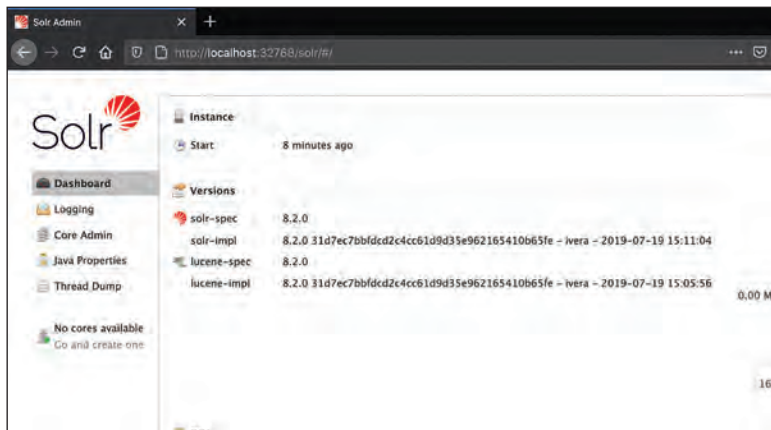 Solr Admin
http://localhost:32768/solr/#/
Solr
Instance
Start 8 minutes ago
Dashboard
Versions
Logging
solr-spec 8.2.0
Core Admin
solr-impl 8.2.0 31d7ec7bbfdcd2c4cc61d9d35e962165410b65fe - ivera - 2019-07-19 15:11:04
Java Properties
lucene-spec 8.2.0
Thread Dump
lucene-impl 8.2.0 31d7ec7bbfdcd2c4cc61d9d35e962165410b65fe - ivera - 2019-07-19 15:05:56
0.00 M
No cores available
Go and create one
16